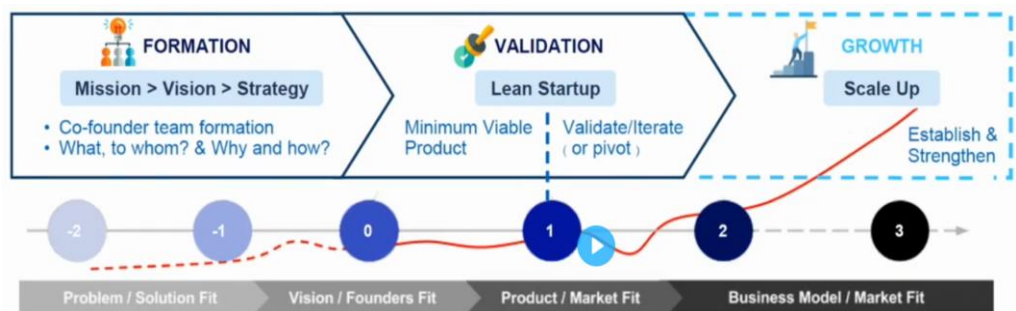 FORMATION
Mission > Vision > Strategy
• Co-founder team formation
• What, to whom? & Why and how?
VALIDATION
Lean Startup
Minimum Viable
Product
Validate/Iterate
( or pivot )
GROWTH
Scale Up
Establish &
Strengthen
-2
-1
0
1
2
3
Problem / Solution Fit
Vision / Founders Fit
Product / Market Fit
Business Model / Market Fit